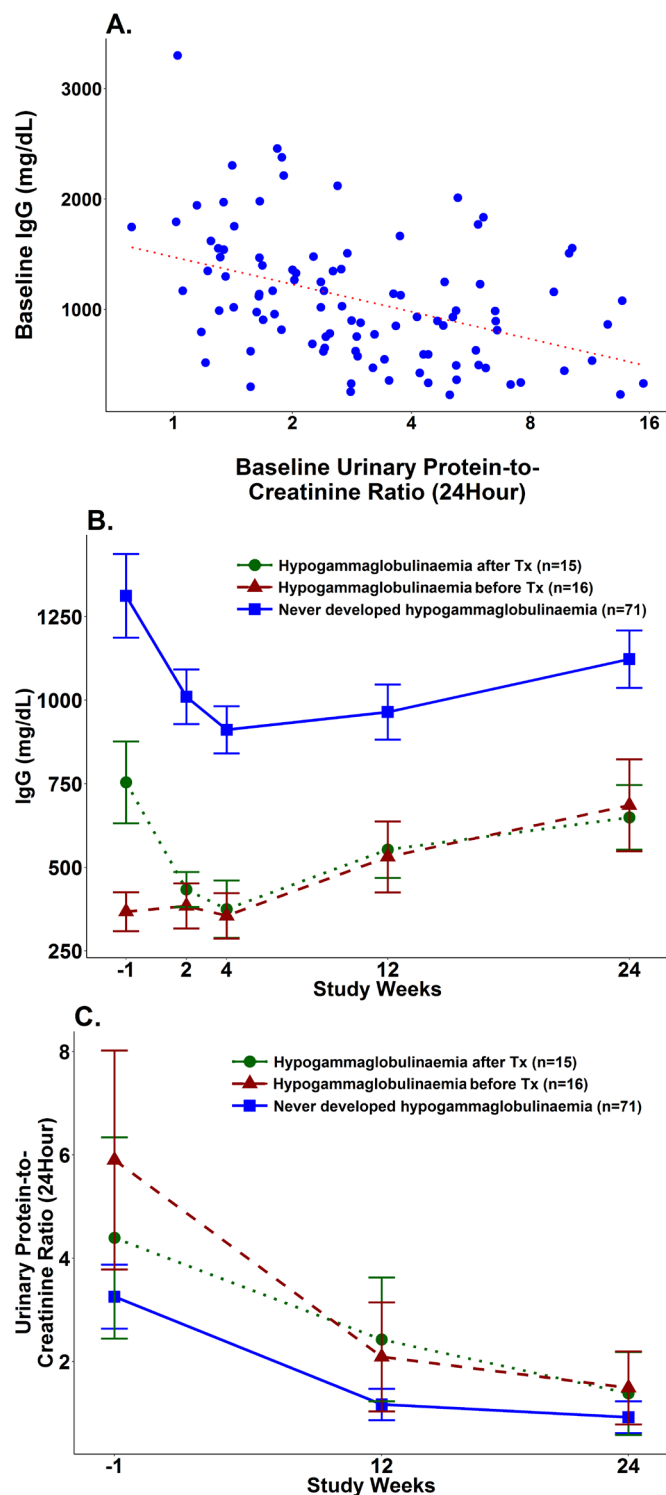 A.
Baseline IgG (mg/dL)
3000
2000
1000
1 2 4 8 16
Baseline Urinary Protein-to-
Creatinine Ratio (24Hour)
B.
Hypogammaglobulinaemia after Tx (n=15)
Hypogammaglobulinaemia before Tx (n=16)
Never developed hypogammaglobulinaemia (n=71)
IgG (mg/dL)
1250
1000
750
500
250
-1 2 4 12 24
Study Weeks
C.
Hypogammaglobulinaemia after Tx (n=15)
Hypogammaglobulinaemia before Tx (n=16)
Never developed hypogammaglobulinaemia (n=71)
Urinary Protein-to-
Creatinine Ratio (24Hour)
8
6
4
2
-1 12 24
Study Weeks